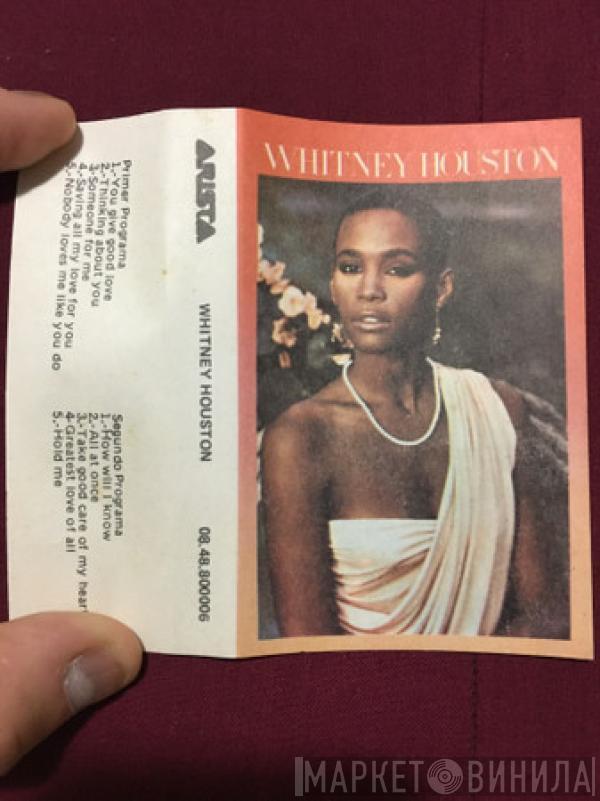 WHITNEY HOUSTON
ARISTA
WHITNEY HOUSTON
08.48.800006
Primer Programa
1.-You give good love
2.-Thinking about you
3.-Someone for me
4.-Saving all my love for you
5.-Nobody loves me like you do
Segundo Programa
1.-How will I know
2.-All at once
3.-Take good care of my heart
4-Greatest love of all
5.-Hold me
МАРКЕТ ВИНИЛА